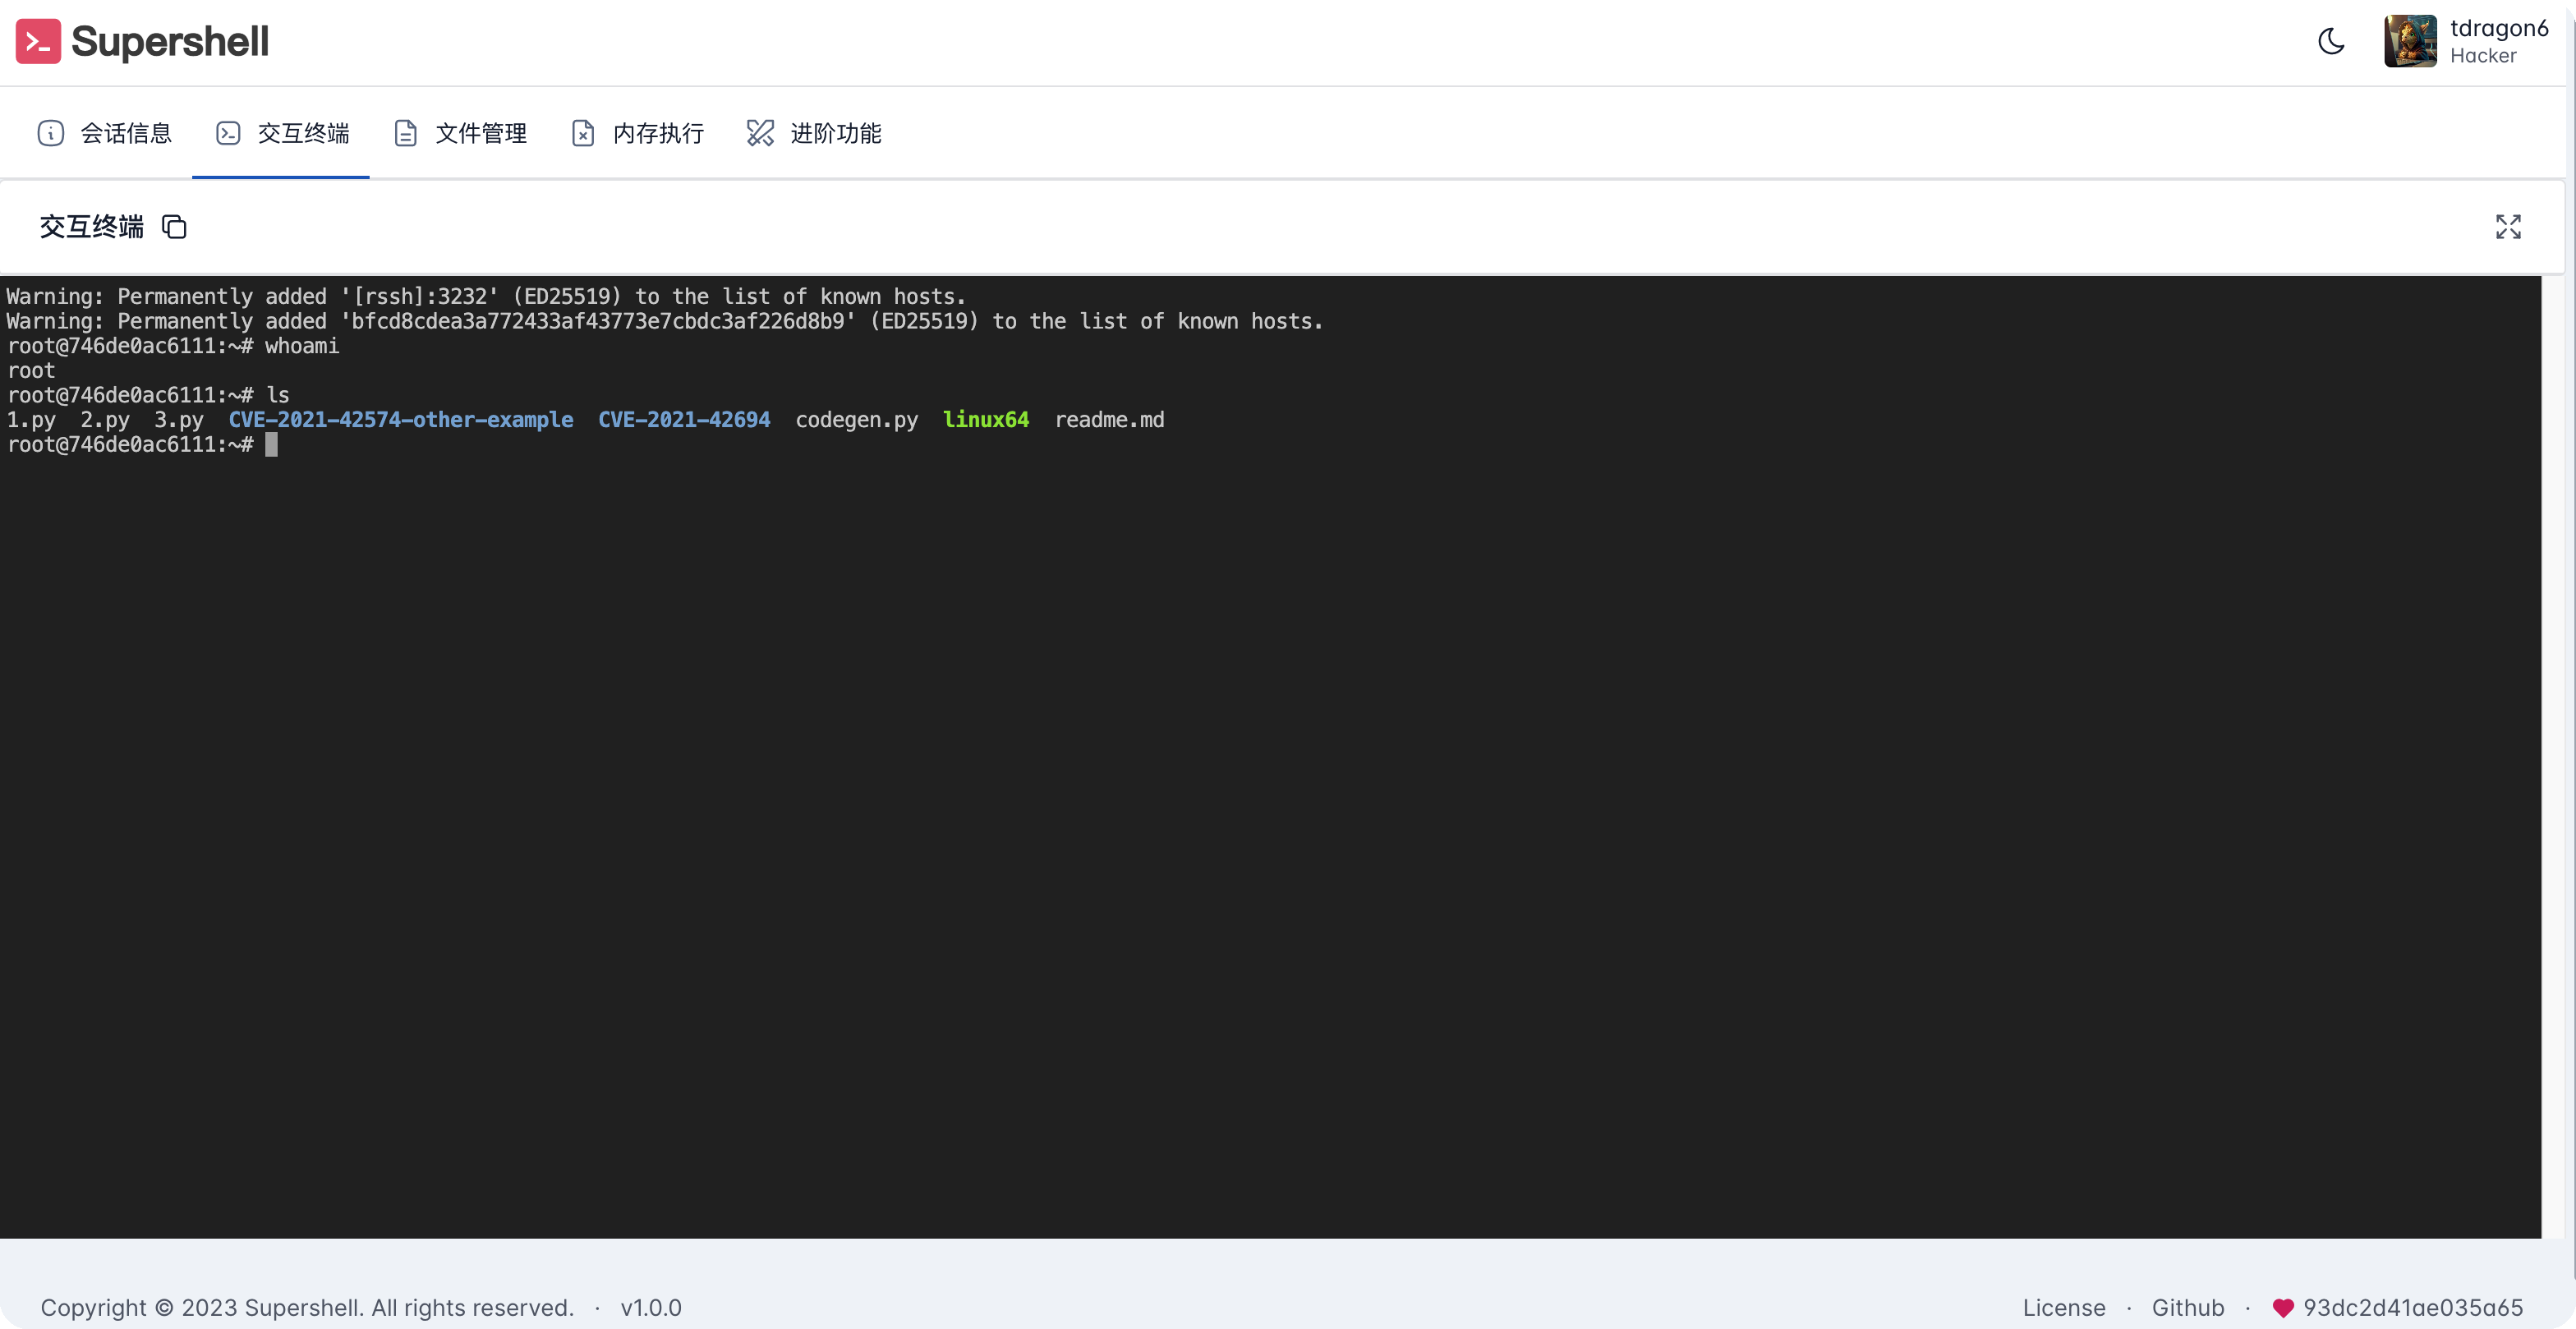 Supershell
tdragon6
Hacker
会话信息 交互终端 文件管理 内存执行 进阶功能
交互终端
Warning: Permanently added '[rssh]:3232' (ED25519) to the list of known hosts.
Warning: Permanently added 'bfcd8cdea3a772433af43773e7cbdc3af226d8b9' (ED25519) to the list of known hosts.
root@746de0ac6111:~# whoami
root
root@746de0ac6111:~# ls
1.py  2.py  3.py  CVE-2021-42574-other-example  CVE-2021-42694  codegen.py  linux64  readme.md
root@746de0ac6111:~#
Copyright © 2023 Supershell. All rights reserved. · v1.0.0
License · Github · 93dc2d41ae035a65